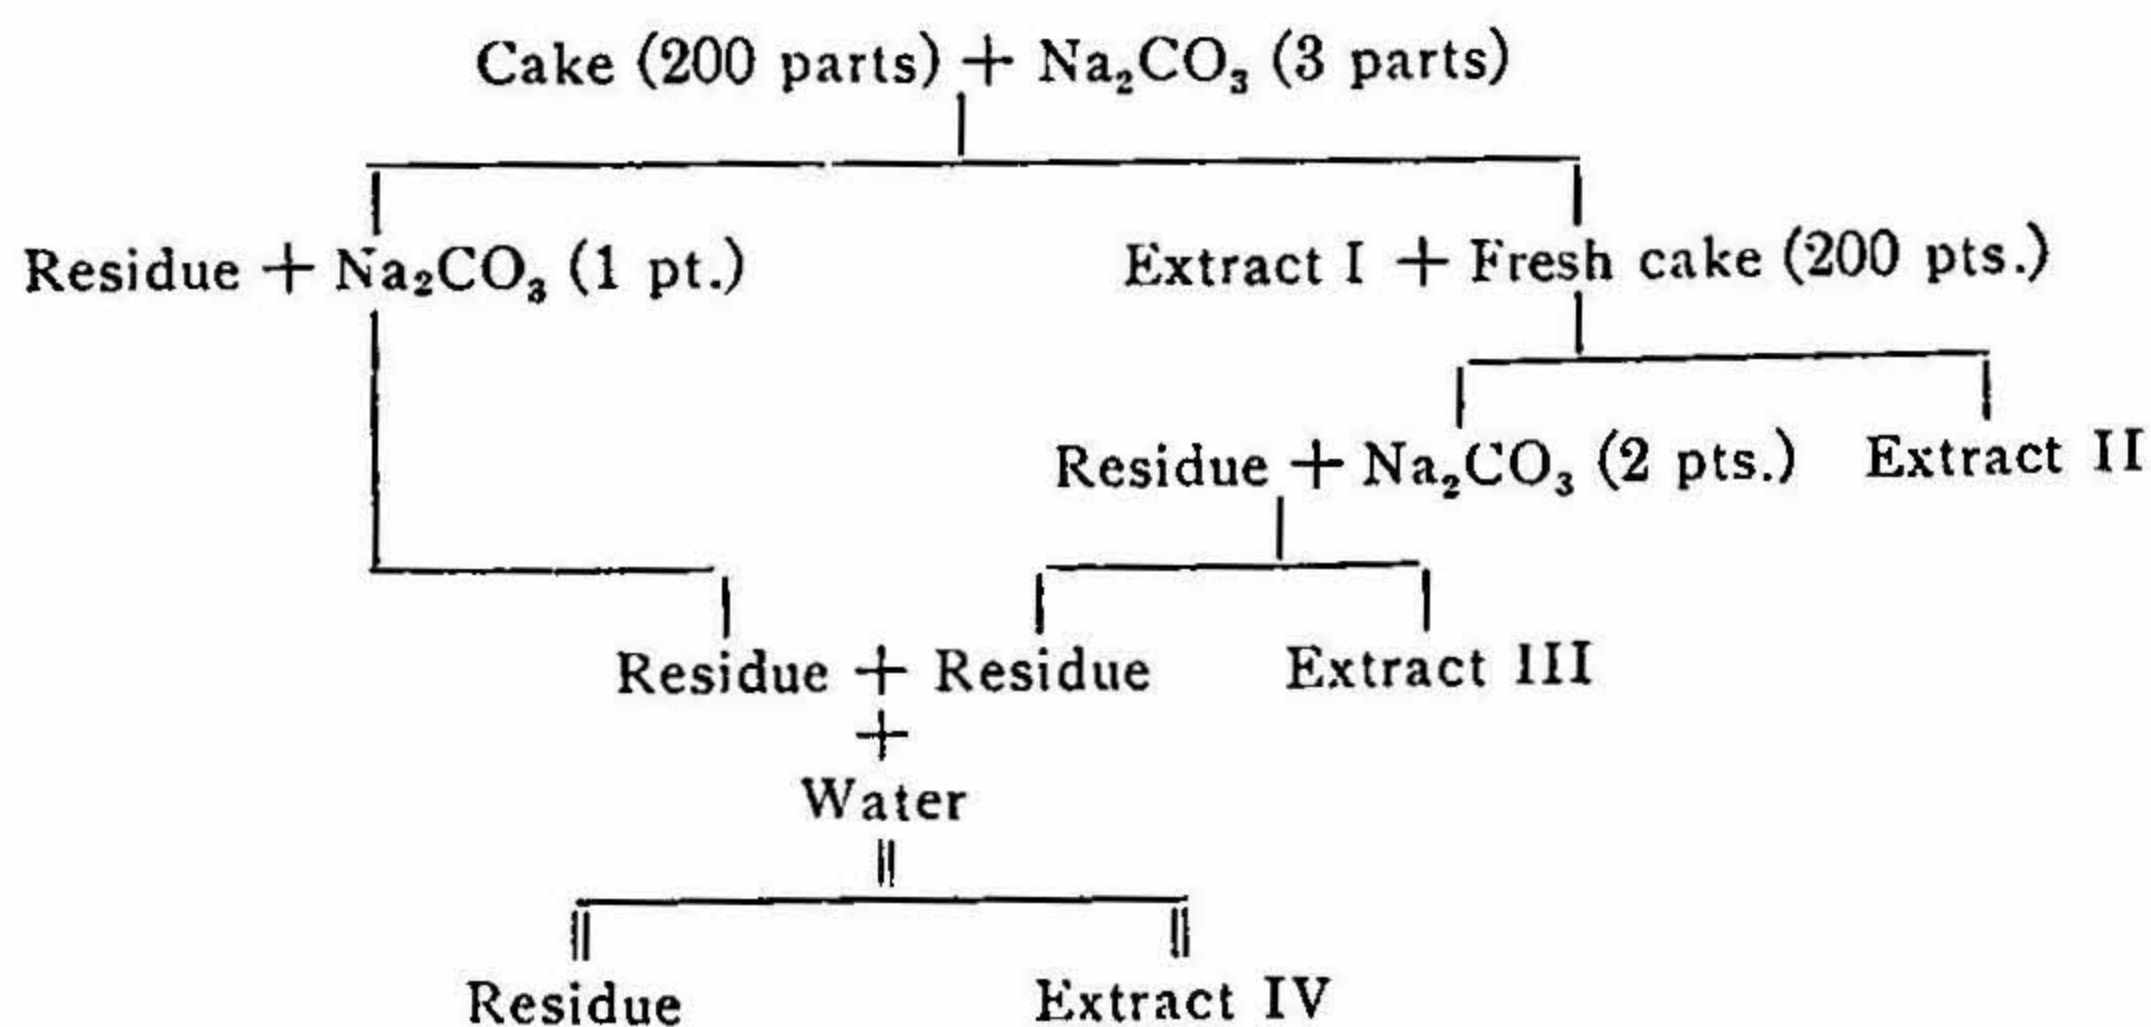 Cake (200 parts) + Na₂CO₃ (3 parts)
Residue + Na₂CO₃ (1 pt.) Extract I + Fresh cake (200 pts.)
Residue + Na₂CO₃ (2 pts.) Extract II
Residue + Residue Extract III
+
Water
Residue Extract IV